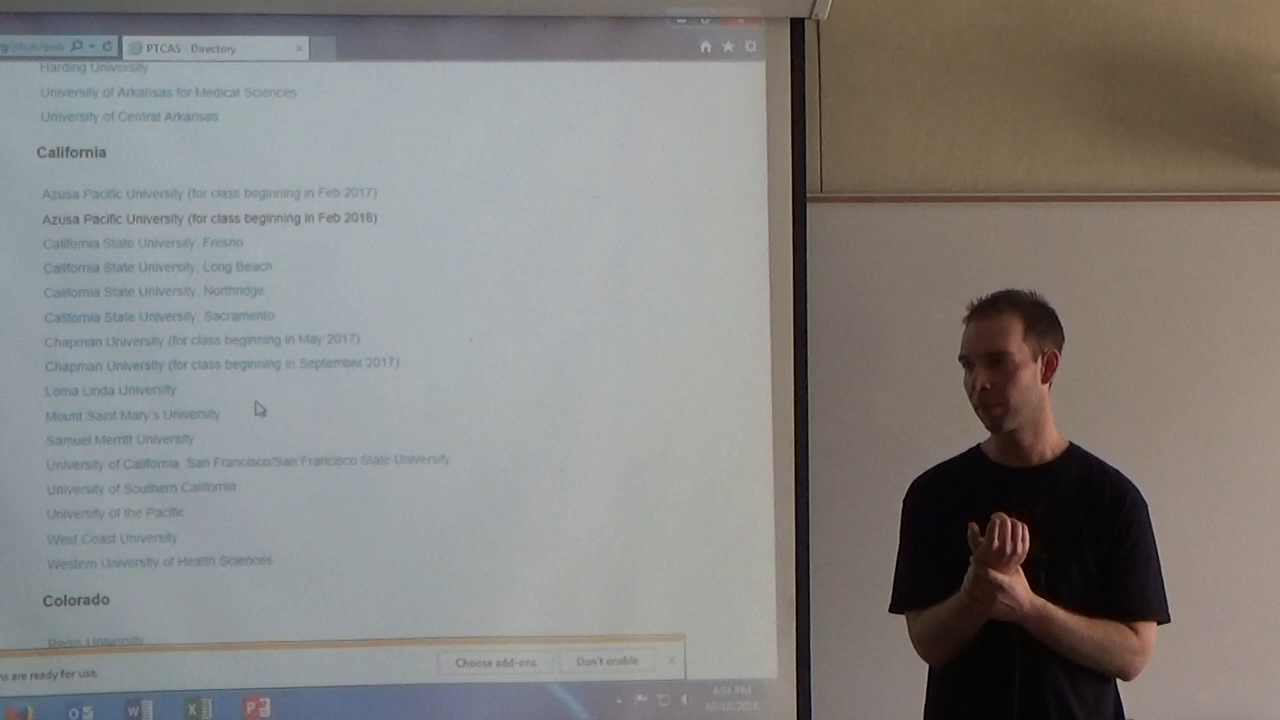 PTCAS - Directory
Harding University
University of Arkansas for Medical Sciences
University of Central Arkansas
California
Azusa Pacific University (for class beginning in Feb 2017)
Azusa Pacific University (for class beginning in Feb 2018)
California State University, Fresno
California State University, Long Beach
California State University, Northridge
California State University, Sacramento
Chapman University (for class beginning in May 2017)
Chapman University (for class beginning in September 2017)
Loma Linda University
Mount Saint Mary's University
Samuel Merritt University
University of California, San Francisco/San Francisco State University
University of Southern California
University of the Pacific
West Coast University
Western University of Health Sciences
Colorado
Regis University
are ready for use.
Choose add-ons
Don't enable